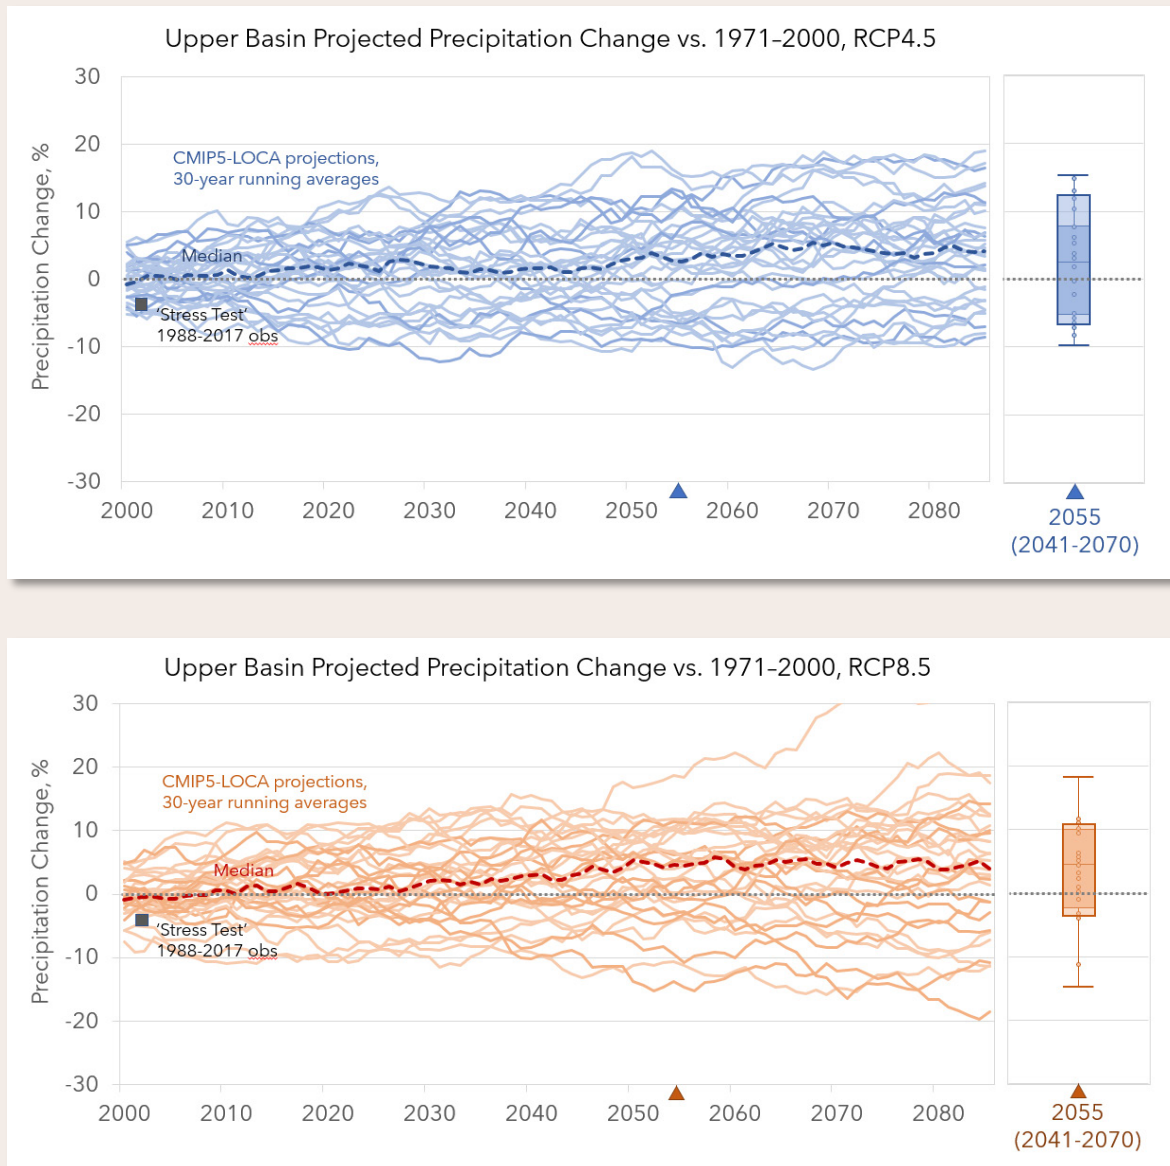 Upper Basin Projected Precipitation Change vs. 1971–2000, RCP4.5
Precipitation Change, %
30
20
10
0
-10
-20
-30
CMIP5-LOCA projections,
30-year running averages
Median
‘Stress Test‘
1988-2017 obs
2000 2010 2020 2030 2040 2050 2060 2070 2080
2055
(2041-2070)
Upper Basin Projected Precipitation Change vs. 1971–2000, RCP8.5
Precipitation Change, %
30
20
10
0
-10
-20
-30
CMIP5-LOCA projections,
30-year running averages
Median
‘Stress Test‘
1988-2017 obs
2000 2010 2020 2030 2040 2050 2060 2070 2080
2055
(2041-2070)